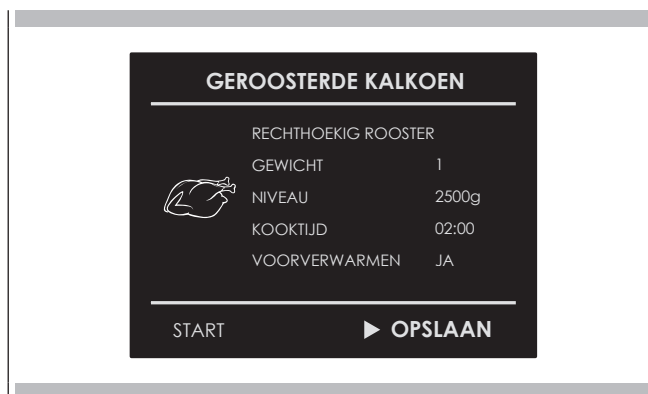 GEROOSTERDE KALKOEN
RECHTHOEKIG ROOSTER
GEWICHT 1
NIVEAU 2500g
KOOKTIJD 02:00
VOORVERWARMEN JA
START ▶ OPSLAAN